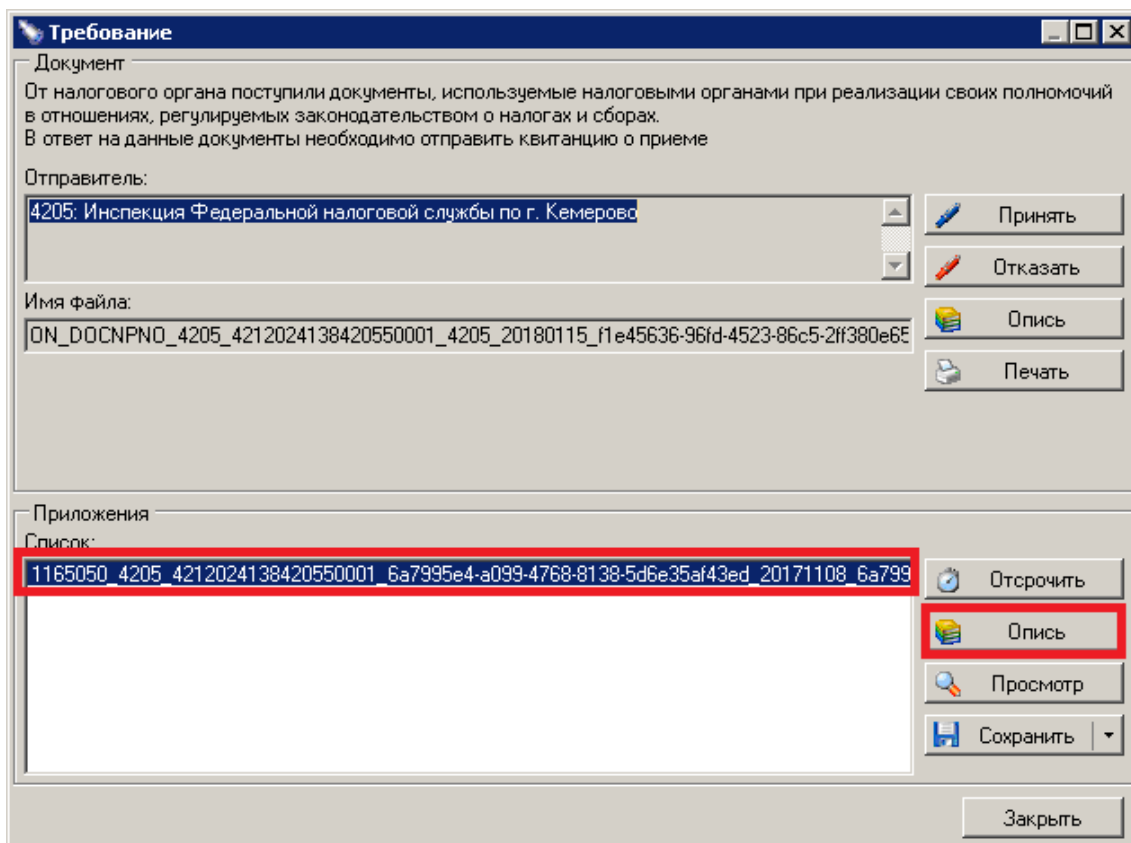 Требование
Документ
От налогового органа поступили документы, используемые налоговыми органами при реализации своих полномочий
в отношениях, регулируемых законодательством о налогах и сборах.
В ответ на данные документы необходимо отправить квитанцию о приеме
Отправитель:
4205: Инспекция Федеральной налоговой службы по г. Кемерово
Принять
Отказать
Имя файла:
ON_DOCNPNO_4205_4212024138420550001_4205_20180115_f1e45636-96fd-4523-86c5-2ff380e65
Опись
Печать
Приложения
Список:
1165050_4205_4212024138420550001_6a7995e4-a099-4768-8138-5d6e35af43ed_20171108_6a799
Отсрочить
Опись
Просмотр
Сохранить
Закрыть